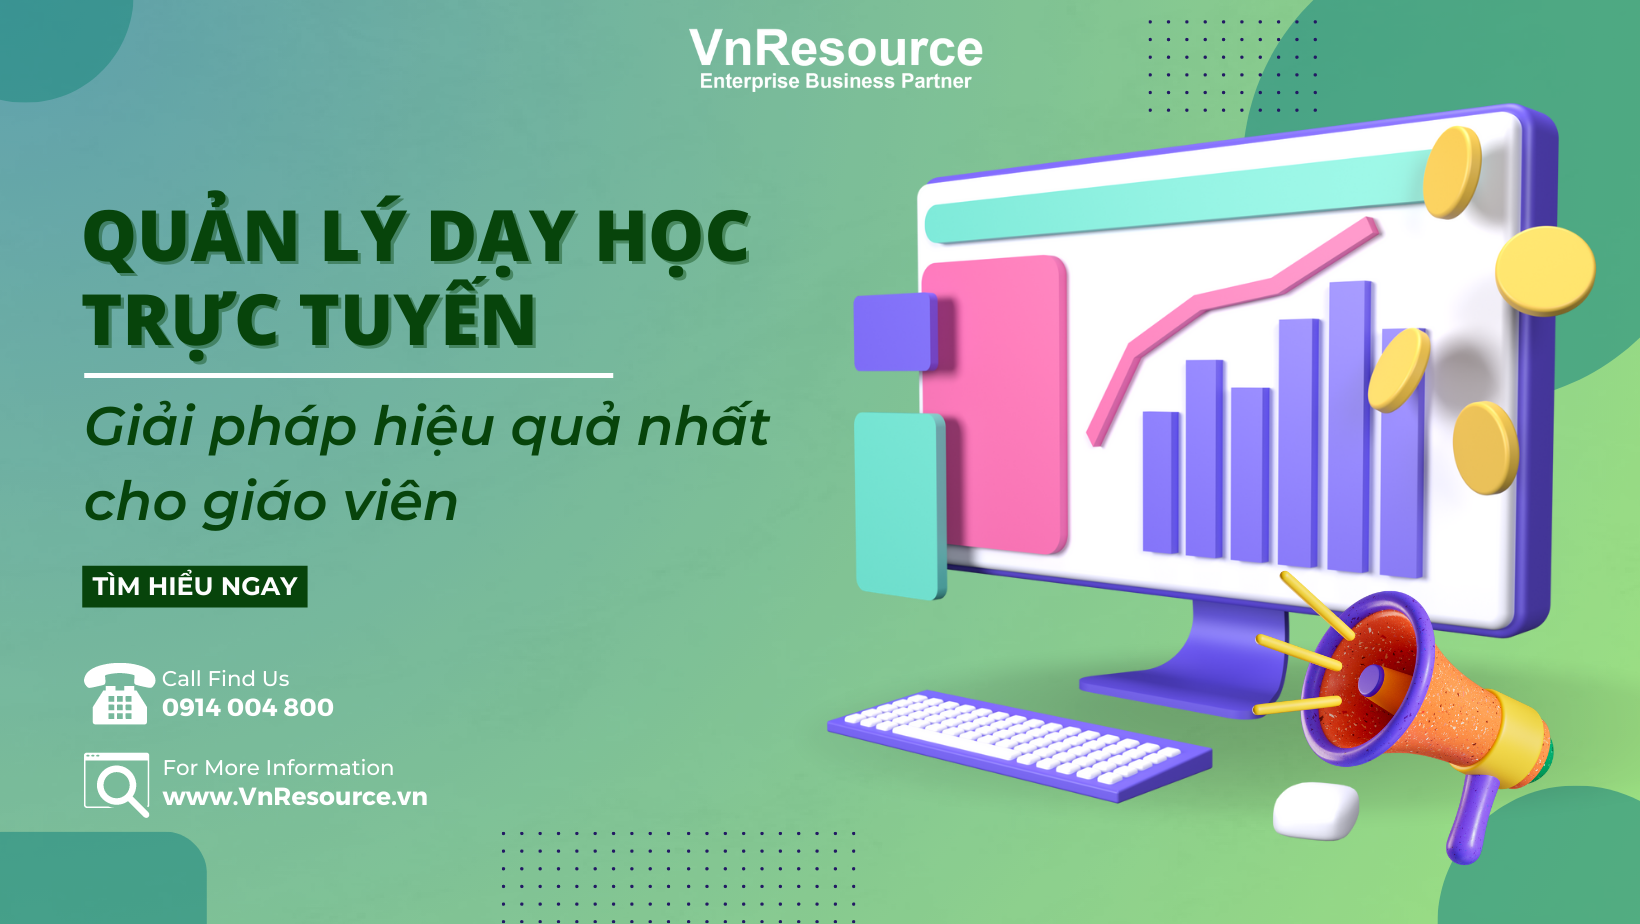 VnResource
Enterprise Business Partner
QUẢN LÝ DẠY HỌC
TRỰC TUYẾN
Giải pháp hiệu quả nhất
cho giáo viên
TÌM HIỂU NGAY
Call Find Us
0914 004 800
For More Information
www.VnResource.vn